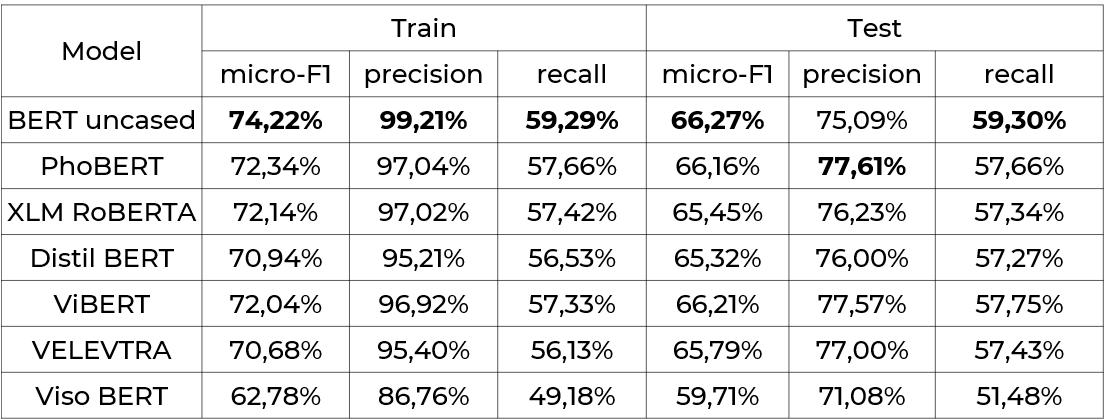 Model Train Test
micro-F1 precision recall micro-F1 precision recall
BERT uncased 74,22% 99,21% 59,29% 66,27% 75,09% 59,30%
PhoBERT 72,34% 97,04% 57,66% 66,16% 77,61% 57,66%
XLM RoBERTA 72,14% 97,02% 57,42% 65,45% 76,23% 57,34%
Distil BERT 70,94% 95,21% 56,53% 65,32% 76,00% 57,27%
ViBERT 72,04% 96,92% 57,33% 66,21% 77,57% 57,75%
VELEVTRA 70,68% 95,40% 56,13% 65,79% 77,00% 57,43%
Viso BERT 62,78% 86,76% 49,18% 59,71% 71,08% 51,48%